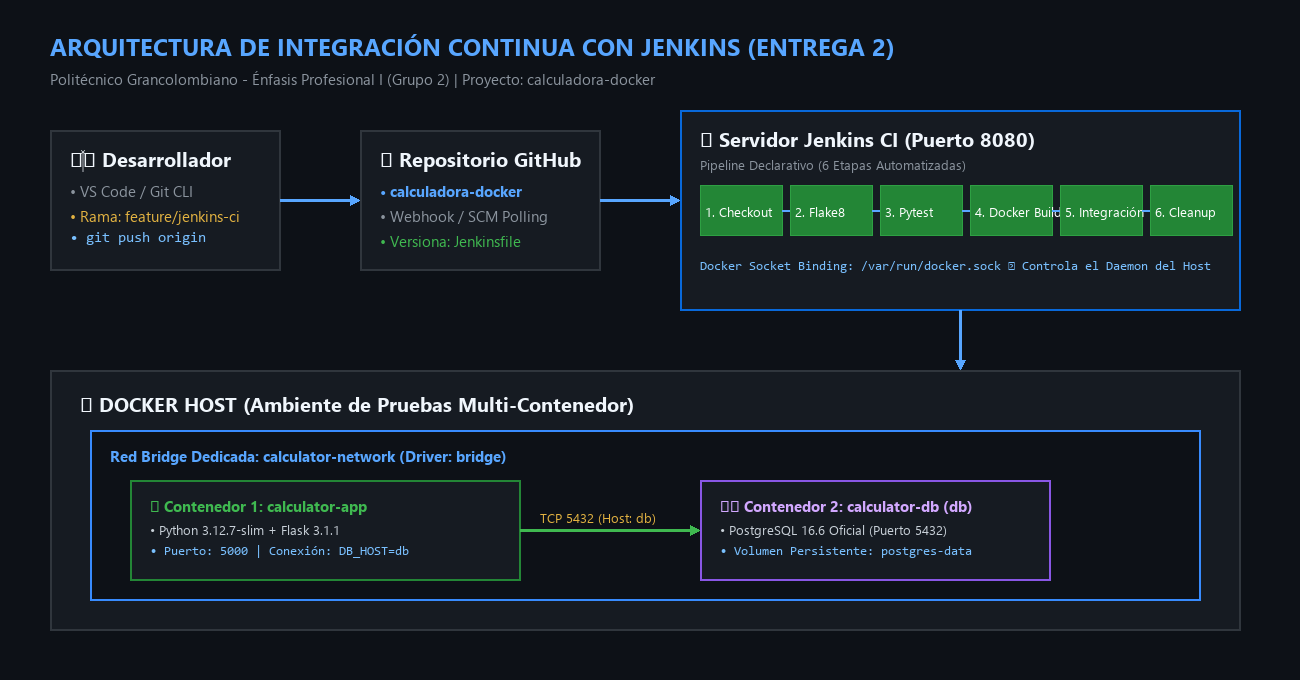 ARQUITECTURA DE INTEGRACIÓN CONTINUA CON JENKINS (ENTREGA 2)
Politécnico Grancolombiano - Énfasis Profesional I (Grupo 2) | Proyecto: calculadora-docker
Desarrollador
• VS Code / Git CLI
• Rama: feature/jenkins-ci
• git push origin
Repositorio GitHub
• calculadora-docker
• Webhook / SCM Polling
• Versiona: Jenkinsfile
Servidor Jenkins CI (Puerto 8080)
Pipeline Declarativo (6 Etapas Automatizadas)
1. Checkout
2. Flake8
3. Pytest
4. Docker Build
5. Integración
6. Cleanup
Docker Socket Binding: /var/run/docker.sock Controla el Daemon del Host
DOCKER HOST (Ambiente de Pruebas Multi-Contenedor)
Red Bridge Dedicada: calculator-network (Driver: bridge)
Contenedor 1: calculator-app
• Python 3.12.7-slim + Flask 3.1.1
• Puerto: 5000 | Conexión: DB_HOST=db
TCP 5432 (Host: db)
Contenedor 2: calculator-db (db)
• PostgreSQL 16.6 Oficial (Puerto 5432)
• Volumen Persistente: postgres-data